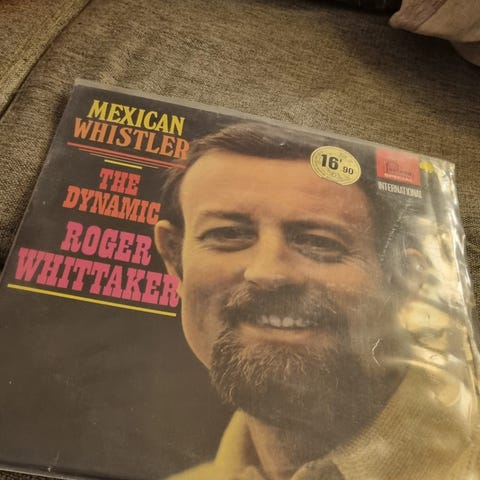 MEXICAN
WHISTLER
THE
DYNAMIC
ROGER
WHITTAKER
16'90
INTERNATIONAL